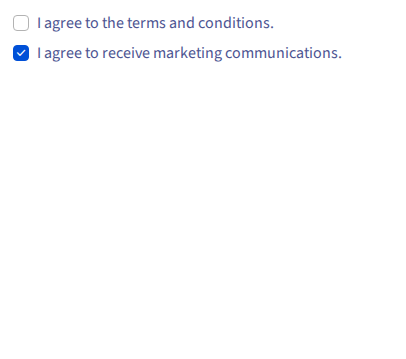 I agree to the terms and conditions.
I agree to receive marketing communications.